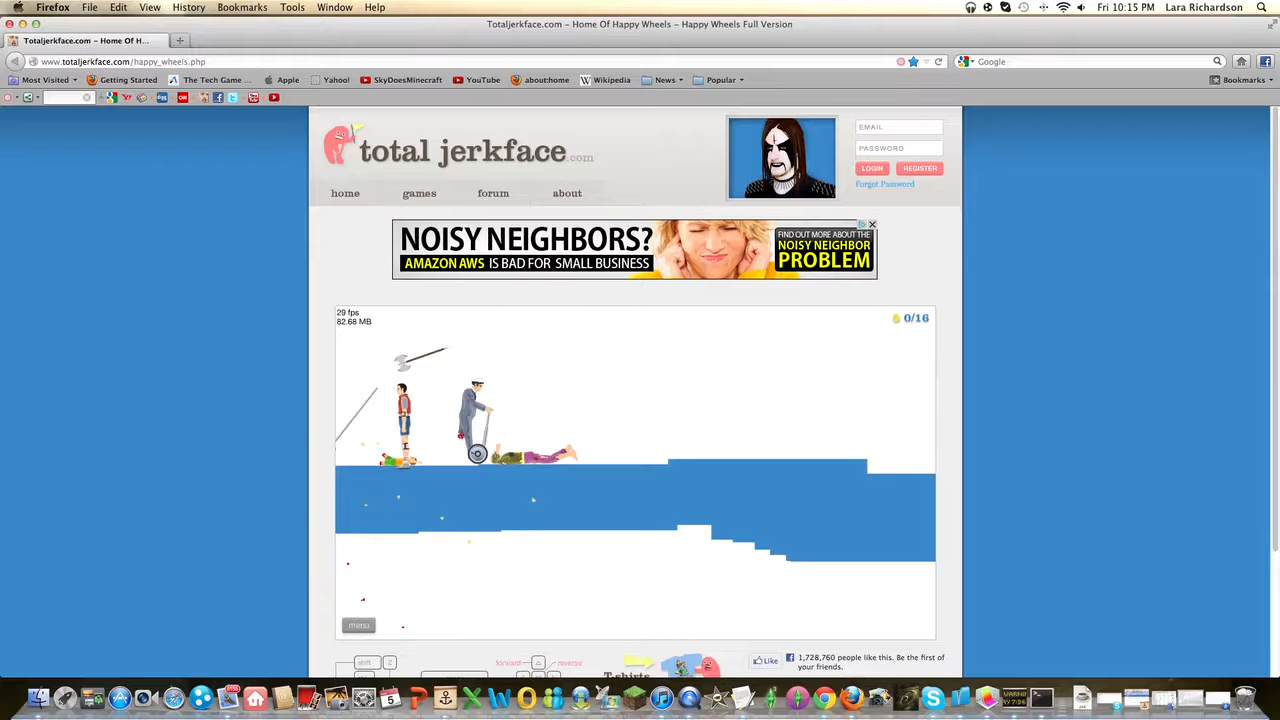 Firefox File Edit View History Bookmarks Tools Window Help
Fri 10:15 PM Lara Richardson
Totaljerkface.com – Home Of Happy Wheels – Happy Wheels Full Version
Totaljerkface.com – Home Of H...
www.totaljerkface.com/happy_wheels.php
Google
Most Visited Getting Started The Tech Game ... Apple Yahoo! SkyDoesMinecraft YouTube about:home Wikipedia News Popular Bookmarks
total jerkface.com
EMAIL
PASSWORD
LOGIN REGISTER
Forgot Password
home games forum about
NOISY NEIGHBORS?
AMAZON AWS IS BAD FOR SMALL BUSINESS
FIND OUT MORE ABOUT THE
NOISY NEIGHBOR
PROBLEM
29 fps
82.68 MB
0/16
menu
shift Z
forward
reverse
T-shirts
Like
1,728,760 people like this. Be the first of
your friends.